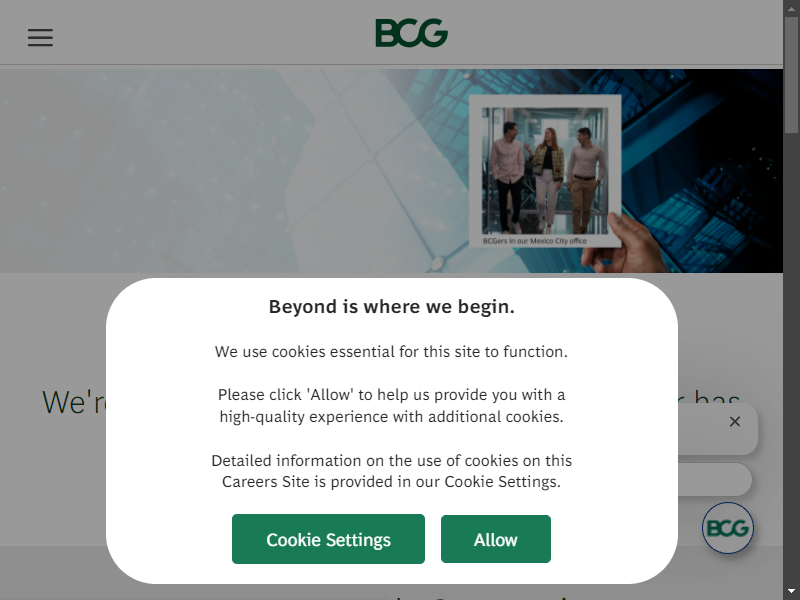 BCG
BCGers In our Mexico City office
Beyond is where we begin.
We use cookies essential for this site to function.
Please click 'Allow' to help us provide you with a
high-quality experience with additional cookies.
Detailed information on the use of cookies on this
Careers Site is provided in our Cookie Settings.
We're
has
Cookie Settings
Allow
BCG